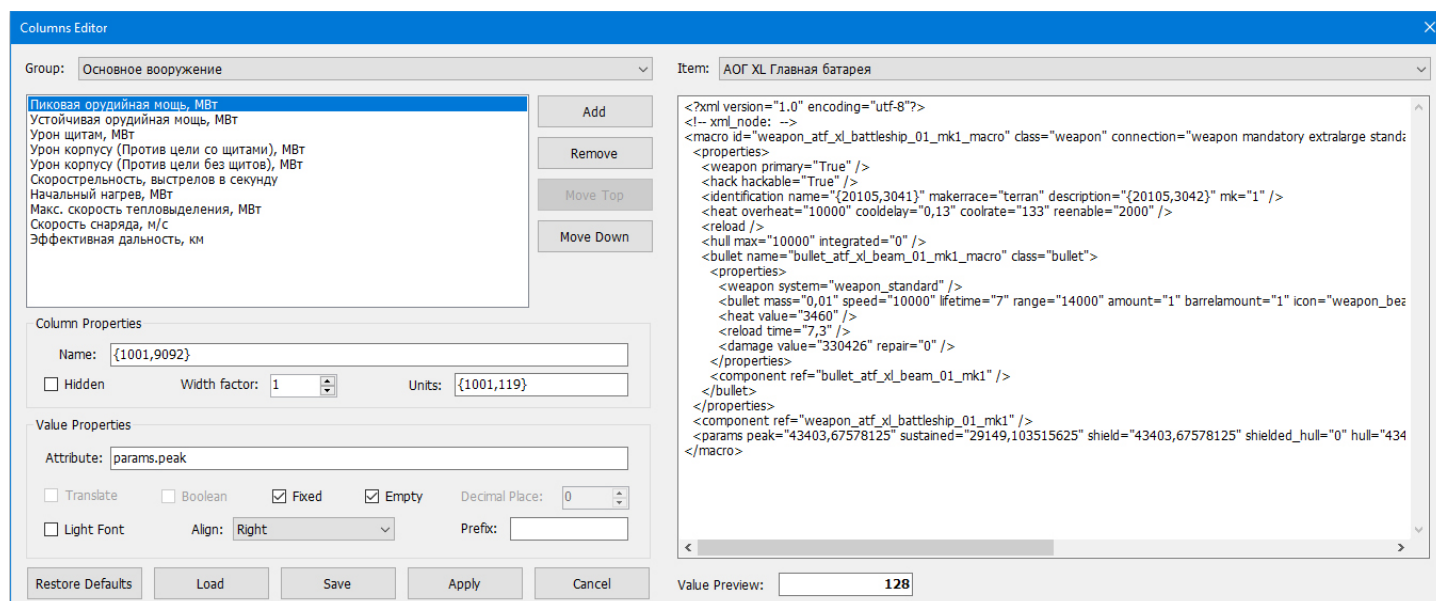 Columns Editor
Group: Основное вооружение
Пиковая орудийная мощь, МВт
Устойчивая орудийная мощь, МВт
Урон щитам, МВт
Урон корпусу (Против цели со щитами), МВт
Урон корпусу (Против цели без щитов), МВт
Скорострельность, выстрелов в секунду
Начальный нагрев, МВт
Макс. скорость тепловыделения, МВт
Скорость снаряда, м/с
Эффективная дальность, км
Add
Remove
Move Top
Move Down
Column Properties
Name: {1001,9092}
Hidden Width factor: 1 Units: {1001,119}
Value Properties
Attribute: params.peak
Translate Boolean Fixed Empty Decimal Place: 0
Light Font Align: Right Prefix:
Restore Defaults Load Save Apply Cancel
Item: АОГ XL Главная батарея
<?xml version="1.0" encoding="utf-8"?>
<!-- xml_node: -->
<macro id="weapon_atf_xl_battleship_01_mk1_macro" class="weapon" connection="weapon mandatory extralarge standa
<properties>
<weapon primary="True" />
<hack hackable="True" />
<identification name="{20105,3041}" makerrace="terran" description="{20105,3042}" mk="1" />
<heat overheat="10000" cooldelay="0,13" coolrate="133" reenable="2000" />
<reload />
<hull max="10000" integrated="0" />
<bullet name="bullet_atf_xl_beam_01_mk1_macro" class="bullet">
<properties>
<weapon system="weapon_standard" />
<bullet mass="0,01" speed="10000" lifetime="7" range="14000" amount="1" barrelamount="1" icon="weapon_bea
<heat value="3460" />
<reload time="7,3" />
<damage value="330426" repair="0" />
</properties>
<component ref="bullet_atf_xl_beam_01_mk1" />
</bullet>
</properties>
<component ref="weapon_atf_xl_battleship_01_mk1" />
<params peak="43403,67578125" sustained="29149,103515625" shield="43403,67578125" shielded_hull="0" hull="434
</macro>
Value Preview: 128